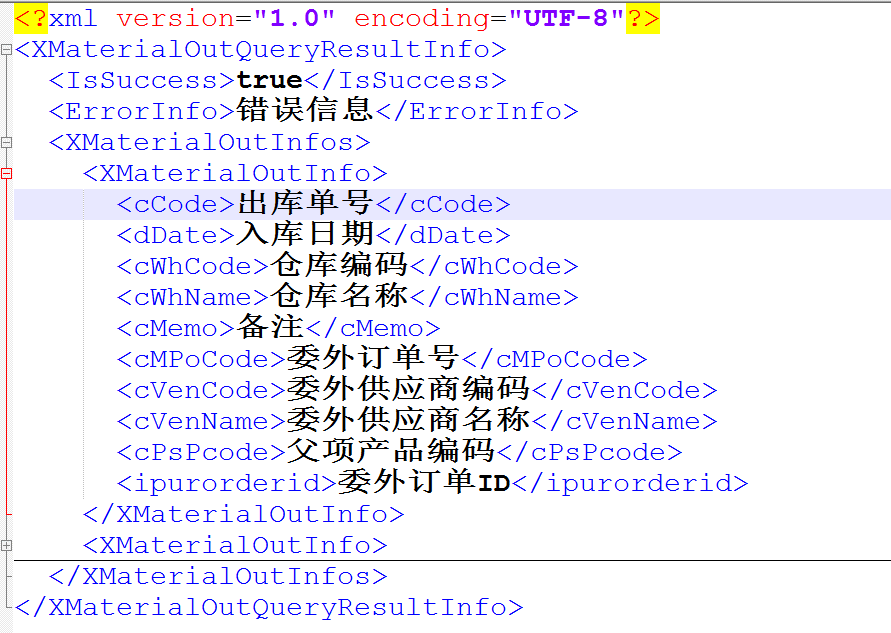 <?xml version="1.0" encoding="UTF-8"?>
<XMaterialOutQueryResultInfo>
<IsSuccess>true</IsSuccess>
<ErrorInfo>错误信息</ErrorInfo>
<XMaterialOutInfos>
<XMaterialOutInfo>
<cCode>出库单号</cCode>
<dDate>入库日期</dDate>
<cWhCode>仓库编码</cWhCode>
<cWhName>仓库名称</cWhName>
<cMemo>备注</cMemo>
<cMPoCode>委外订单号</cMPoCode>
<cVenCode>委外供应商编码</cVenCode>
<cVenName>委外供应商名称</cVenName>
<cPsPcode>父项产品编码</cPsPcode>
<ipurorderid>委外订单ID</ipurorderid>
</XMaterialOutInfo>
<XMaterialOutInfo>
</XMaterialOutInfos>
</XMaterialOutQueryResultInfo>